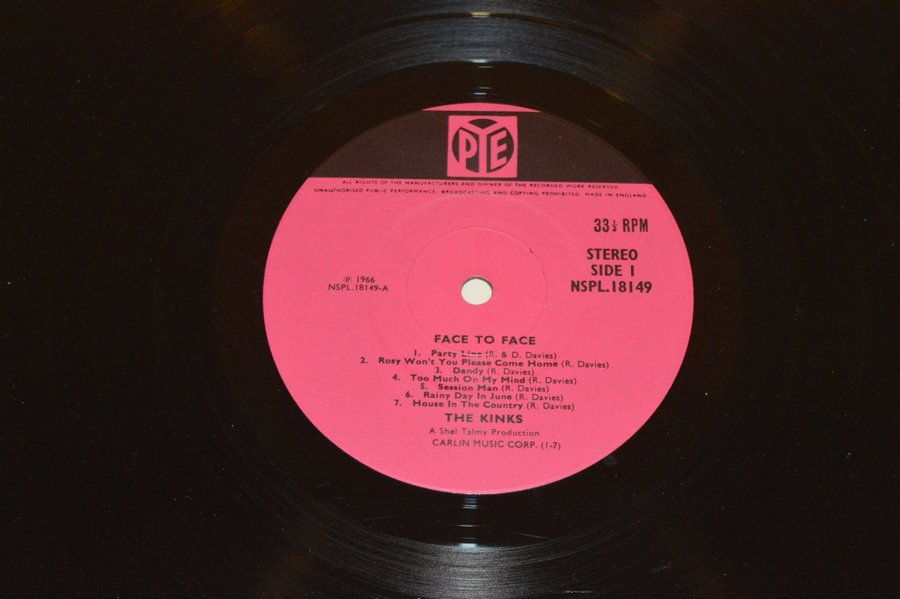 PYE
ALL RIGHTS OF THE MANUFACTURERS AND OWNER OF THE RECORDED WORK RESERVED
UNAUTHORISED PUBLIC PERFORMANCE, BROADCASTING AND COPYING PROHIBITED. MADE IN ENGLAND.
33⅓ RPM
STEREO
SIDE 1
NSPL.18149
℗ 1966
NSPL.18149-A
FACE TO FACE
1. Party Line (R. & D. Davies)
2. Rosy Won't You Please Come Home (R. Davies)
3. Dandy (R. Davies)
4. Too Much On My Mind (R. Davies)
5. Session Man (R. Davies)
6. Rainy Day In June (R. Davies)
7. House In The Country (R. Davies)
THE KINKS
A Shel Talmy Production
CARLIN MUSIC CORP. (1-7)